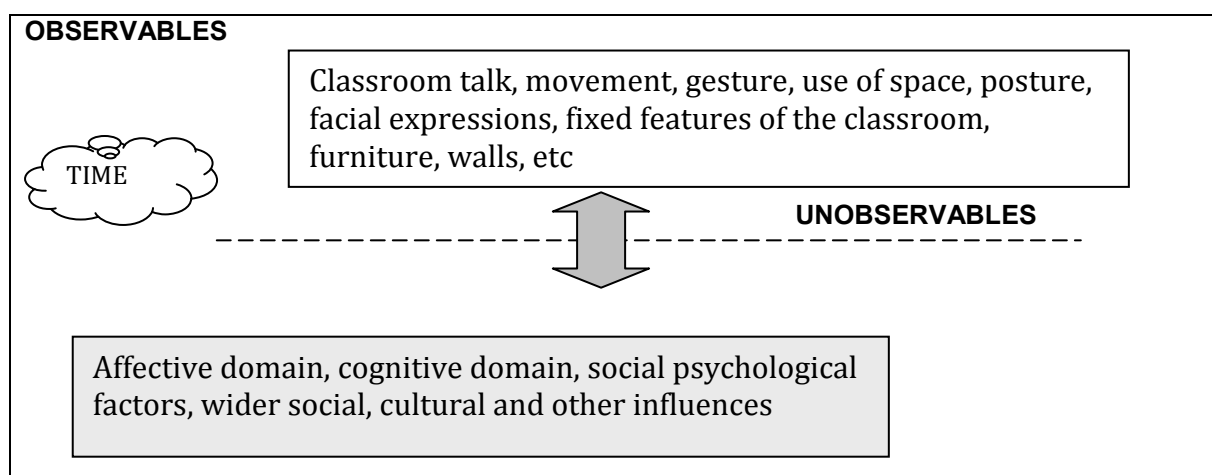 OBSERVABLES
Classroom talk, movement, gesture, use of space, posture,
facial expressions, fixed features of the classroom,
furniture, walls, etc
TIME
UNOBSERVABLES
Affective domain, cognitive domain, social psychological
factors, wider social, cultural and other influences